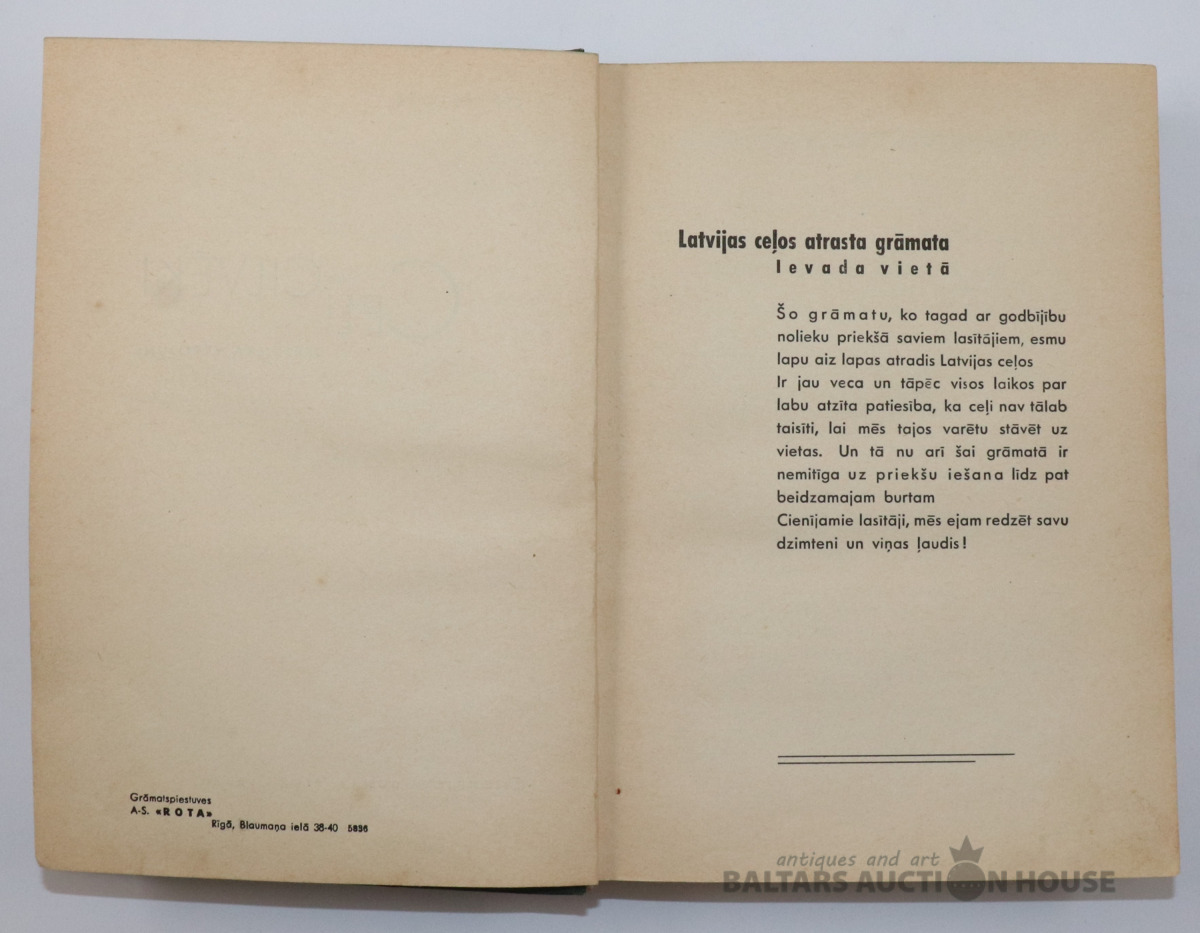 Grāmatspiestuves
A.-S. «ROTA»
Rīgā, Blaumaņa ielā 38-40 5836
Latvijas ceļos atrasta grāmata
Ievada vietā
Šo grāmatu, ko tagad ar godbījību
nolieku priekšā saviem lasītājiem, esmu
lapu aiz lapas atradis Latvijas ceļos
Ir jau veca un tāpēc visos laikos par
labu atzīta patiesība, ka ceļi nav tālab
taisīti, lai mēs tajos varētu stāvēt uz
vietas. Un tā nu arī šai grāmatā ir
nemitīga uz priekšu iešana līdz pat
beidzamajam burtam
Cienījamie lasītāji, mēs ejam redzēt savu
dzimteni un viņas ļaudis!
antiques and art
BALTARS AUCTION HOUSE